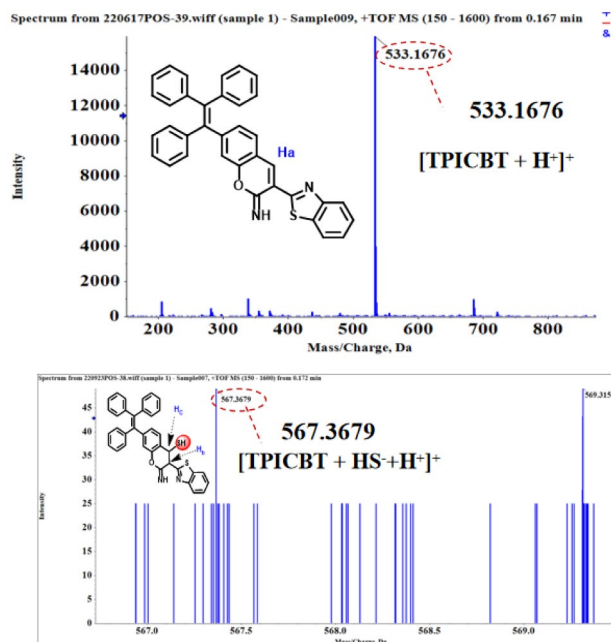 Spectrum from 220617POS-39.wiff (sample 1) - Sample009, +TOF MS (150 - 1600) from 0.167 min
533.1676
533.1676
[TPICBT + H⁺]⁺
Ha
O
NH
N
S
Intensity
14000
12000
10000
8000
6000
4000
2000
0
200 300 400 500 600 700 800
Mass/Charge, Da
Spectrum from 220923POS-38.wiff (sample 1) - Sample007, +TOF MS (150 - 1600) from 0.172 min
567.3679
569.315
567.3679
[TPICBT + HS⁻+H⁺]⁺
Hc
SH
Hb
O
NH
S
N
Intensity
45
40
35
30
25
20
15
10
5
0
567.0 567.5 568.0 568.5 569.0
Mass/Charge, Da